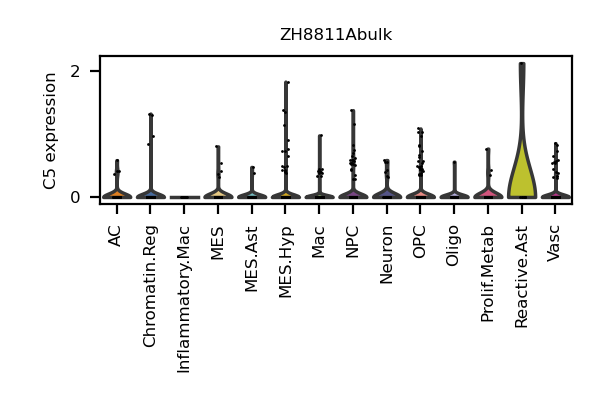 ZH8811Abulk
C5 expression
2
0
AC
Chromatin.Reg
Inflammatory.Mac
MES
MES.Ast
MES.Hyp
Mac
NPC
Neuron
OPC
Oligo
Prolif.Metab
Reactive.Ast
Vasc